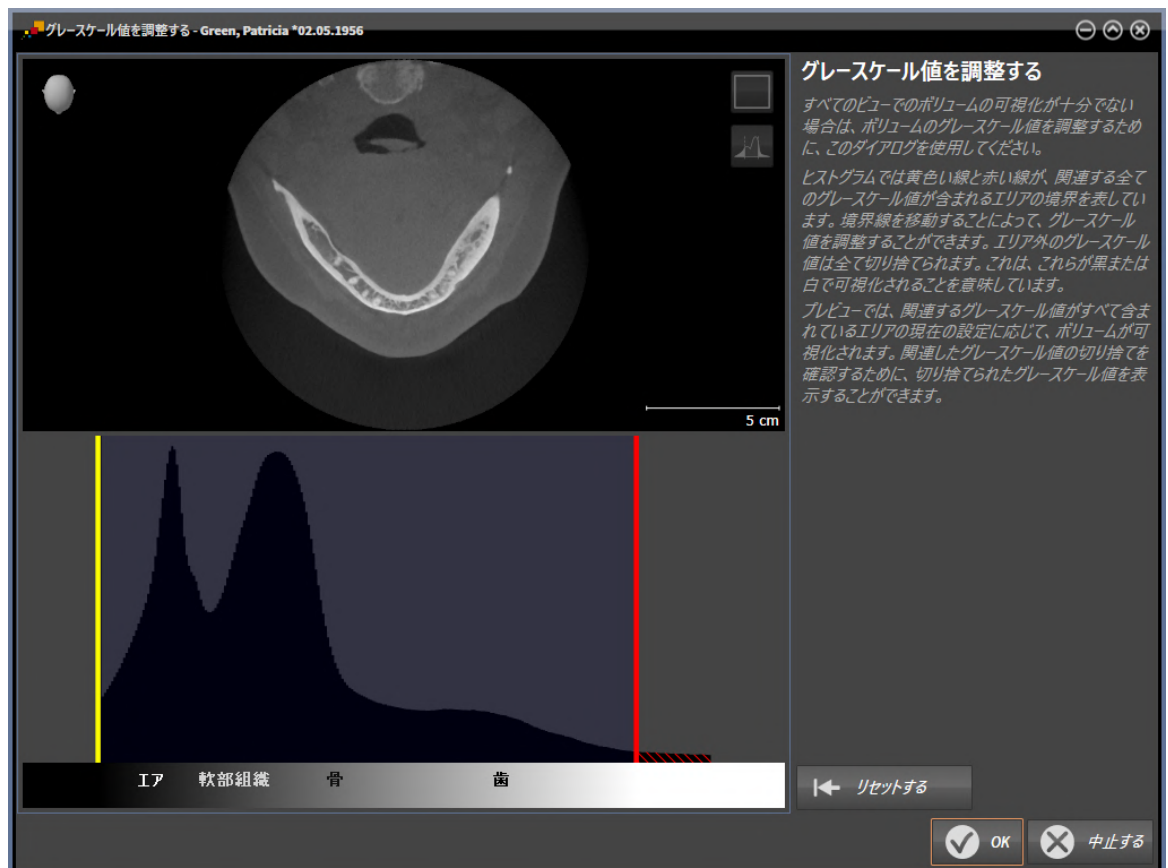 グレースケール値を調整する - Green, Patricia *02.05.1956
グレースケール値を調整する
すべてのビューでのボリュームの可視化が十分でない
場合は、ボリュームのグレースケール値を調整するため
に、このダイアログを使用してください。
ヒストグラムでは黄色い線と赤い線が、関連する全て
のグレースケール値が含まれるエリアの境界を表してい
ます。境界線を移動することによって、グレースケール
値を調整することができます。エリア外のグレースケール
値は全て切り捨てられます。これは、これらが黒または
白で可視化されることを意味しています。
プレビューでは、関連するグレースケール値がすべて含ま
れているエリアの現在の設定に応じて、ボリュームが可
視化されます。関連したグレースケール値の切り捨てを
確認するために、切り捨てられたグレースケール値を表
示することができます。
5 cm
エア 軟部組織 骨 歯
リセットする
OK 中止する